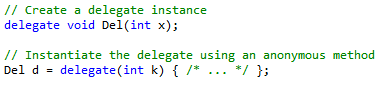 // Create a delegate instance
delegate void Del(int x);
// Instantiate the delegate using an anonymous method
Del d = delegate(int k) { /* ... */ };